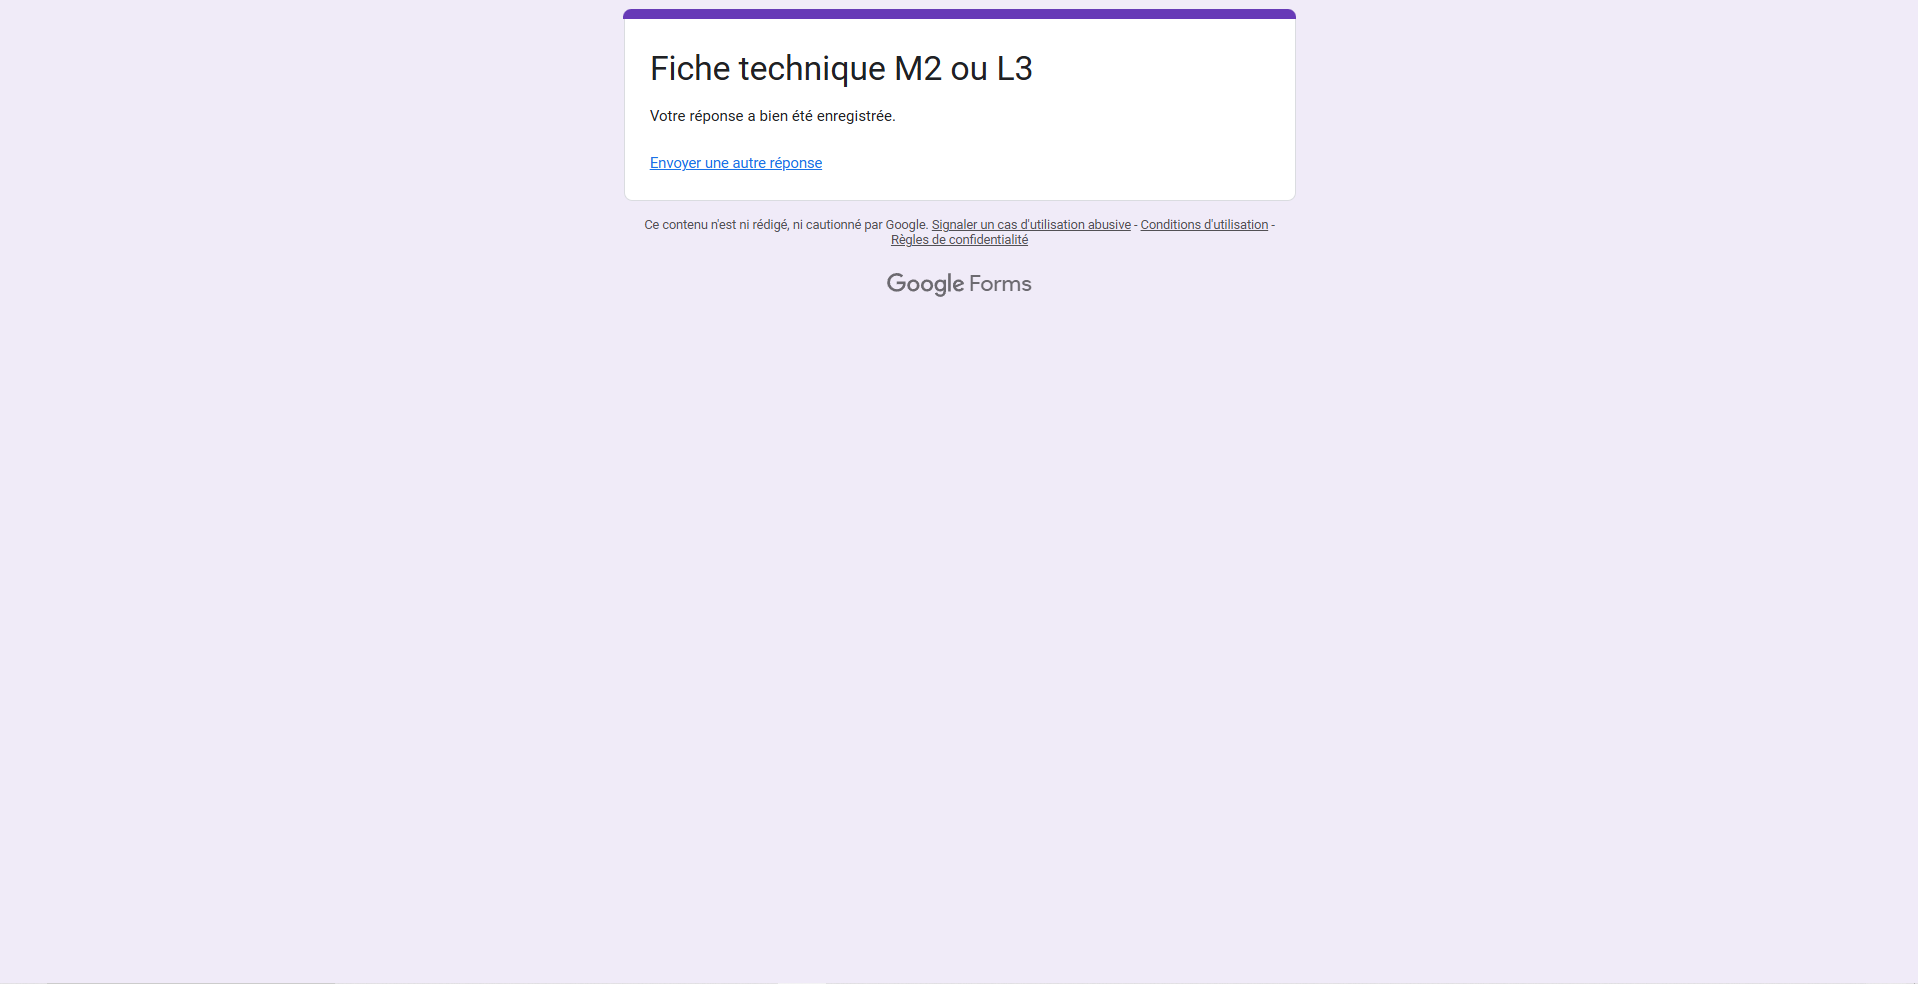 Fiche technique M2 ou L3
Votre réponse a bien été enregistrée.
Envoyer une autre réponse
Ce contenu n'est ni rédigé, ni cautionné par Google. Signaler un cas d'utilisation abusive - Conditions d'utilisation -
Règles de confidentialité
Google Forms